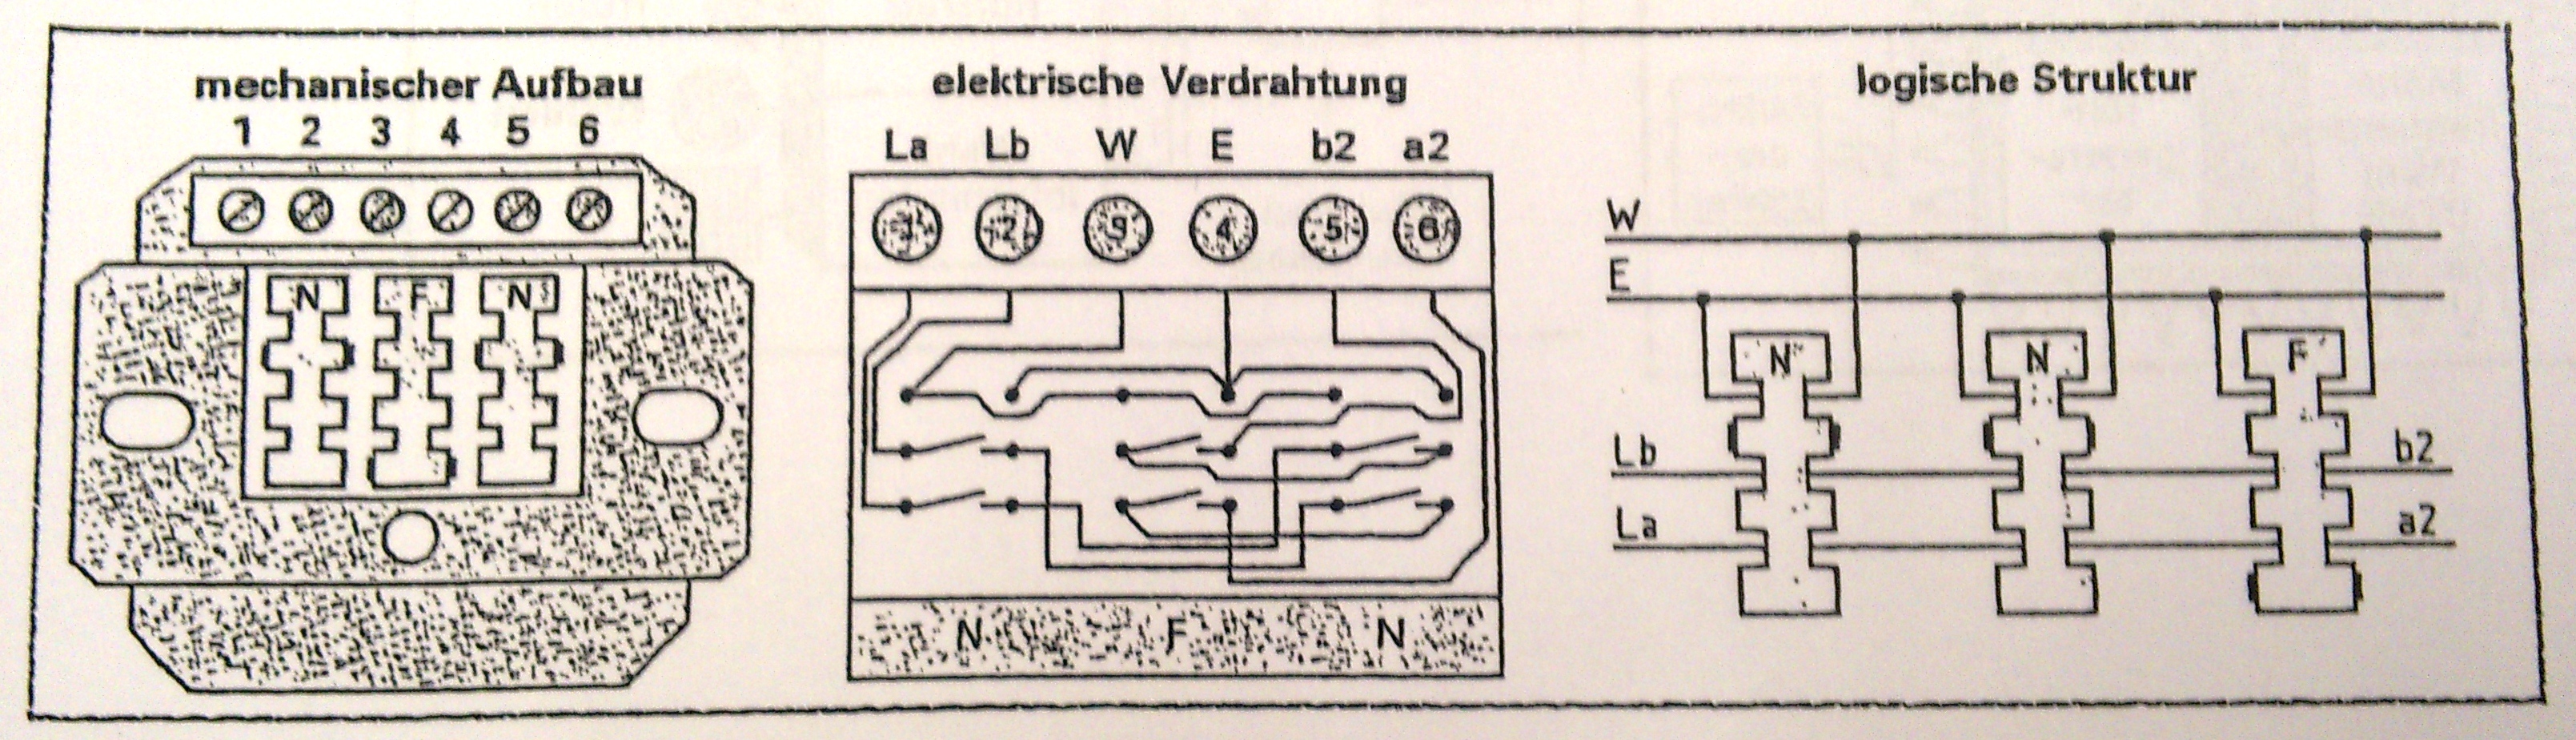 mechanischer Aufbau
1 2 3 4 5 6
N F N
elektrische Verdrahtung
La Lb W E b2 a2
1 2 3 4 5 6
N F N
logische Struktur
W
E
N N F
Lb b2
La a2